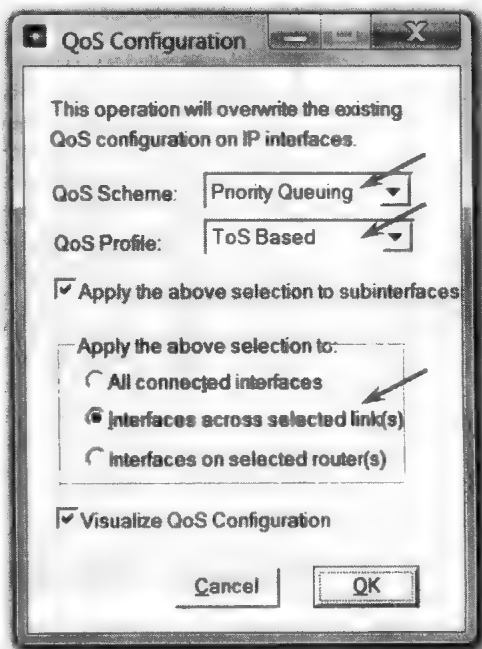 QoS Configuration
This operation will overwrite the existing
QoS configuration on IP interfaces.
QoS Scheme: Priority Queuing
QoS Profile: ToS Based
Apply the above selection to subinterfaces
Apply the above selection to:
All connected interfaces
Interfaces across selected link(s)
Interfaces on selected router(s)
Visualize QoS Configuration
Cancel OK